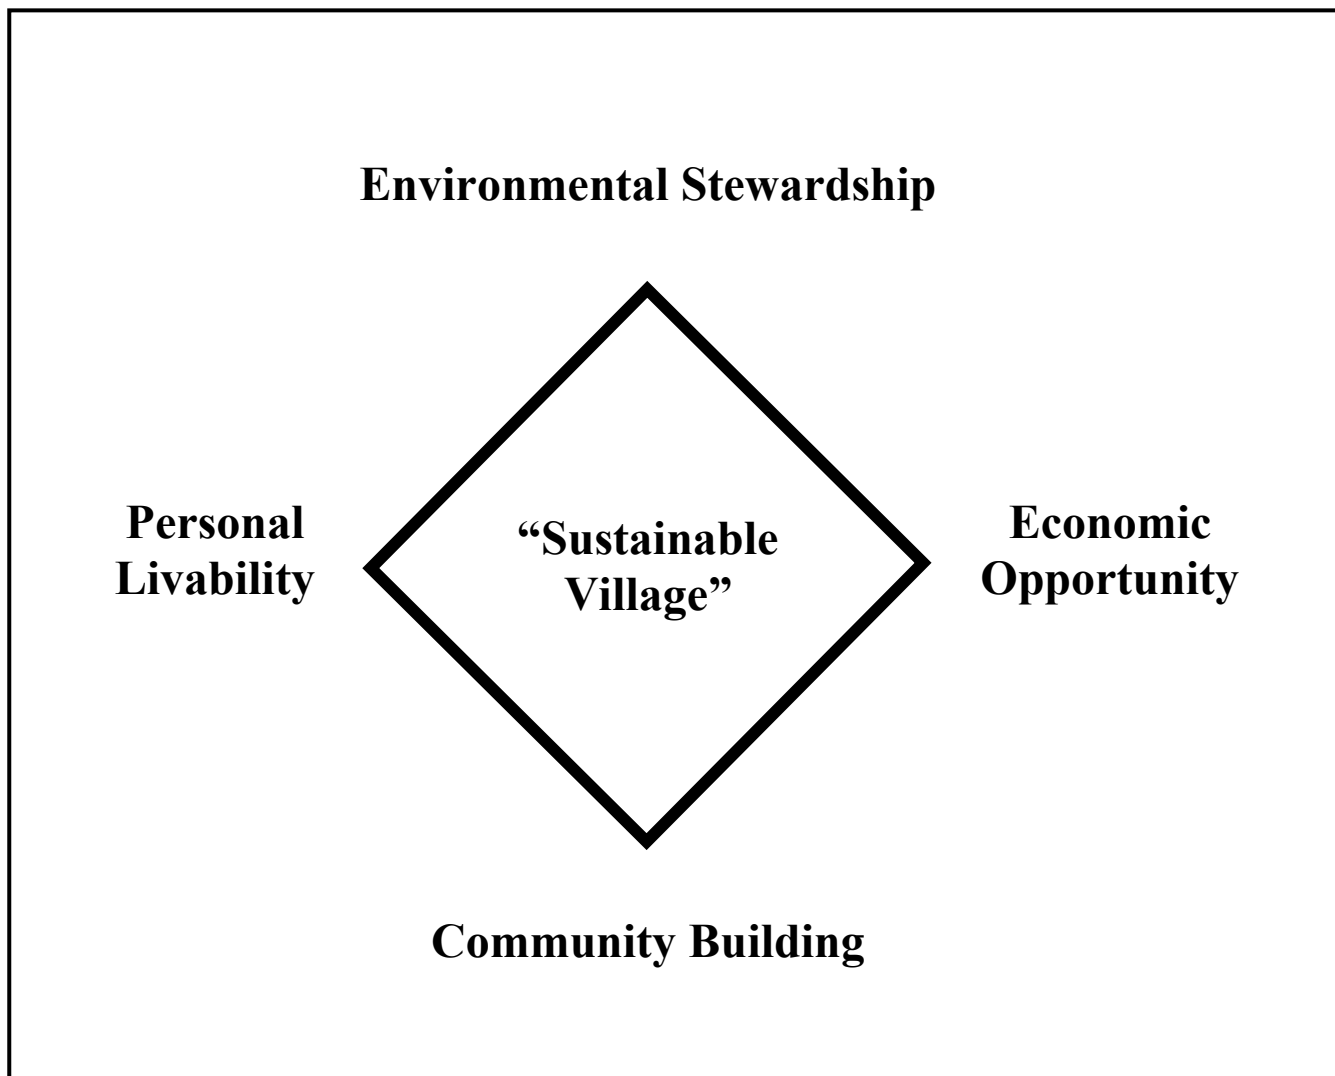 Environmental Stewardship
Personal
Livability
“Sustainable
Village”
Economic
Opportunity
Community Building